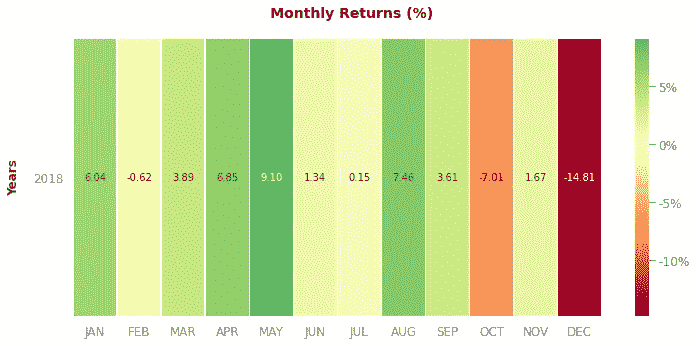 Monthly Returns (%)
Years
2018
6.04 -0.62 3.89 6.85 9.10 1.34 0.15 7.46 3.61 -7.01 1.67 -14.81
JAN FEB MAR APR MAY JUN JUL AUG SEP OCT NOV DEC
5%
0%
-5%
-10%